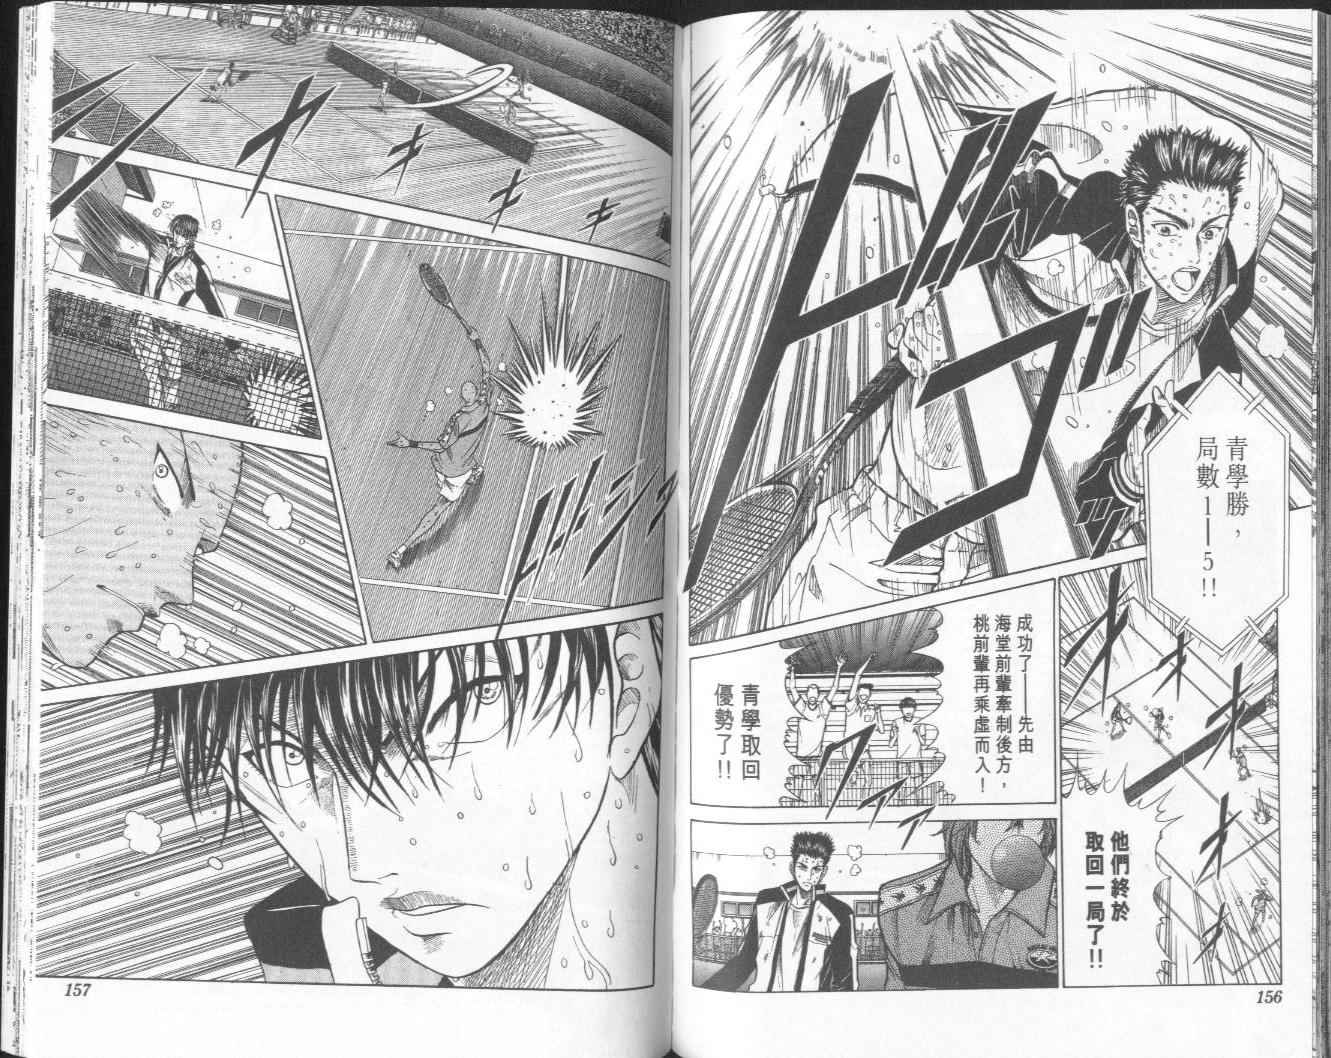 青學勝，
局數1—5!!
他們終於
取回一局了!!
成功了——先由
海堂前輩牽制後方，
桃前輩再乘虛而入！
青學取回
優勢了!!
156
157